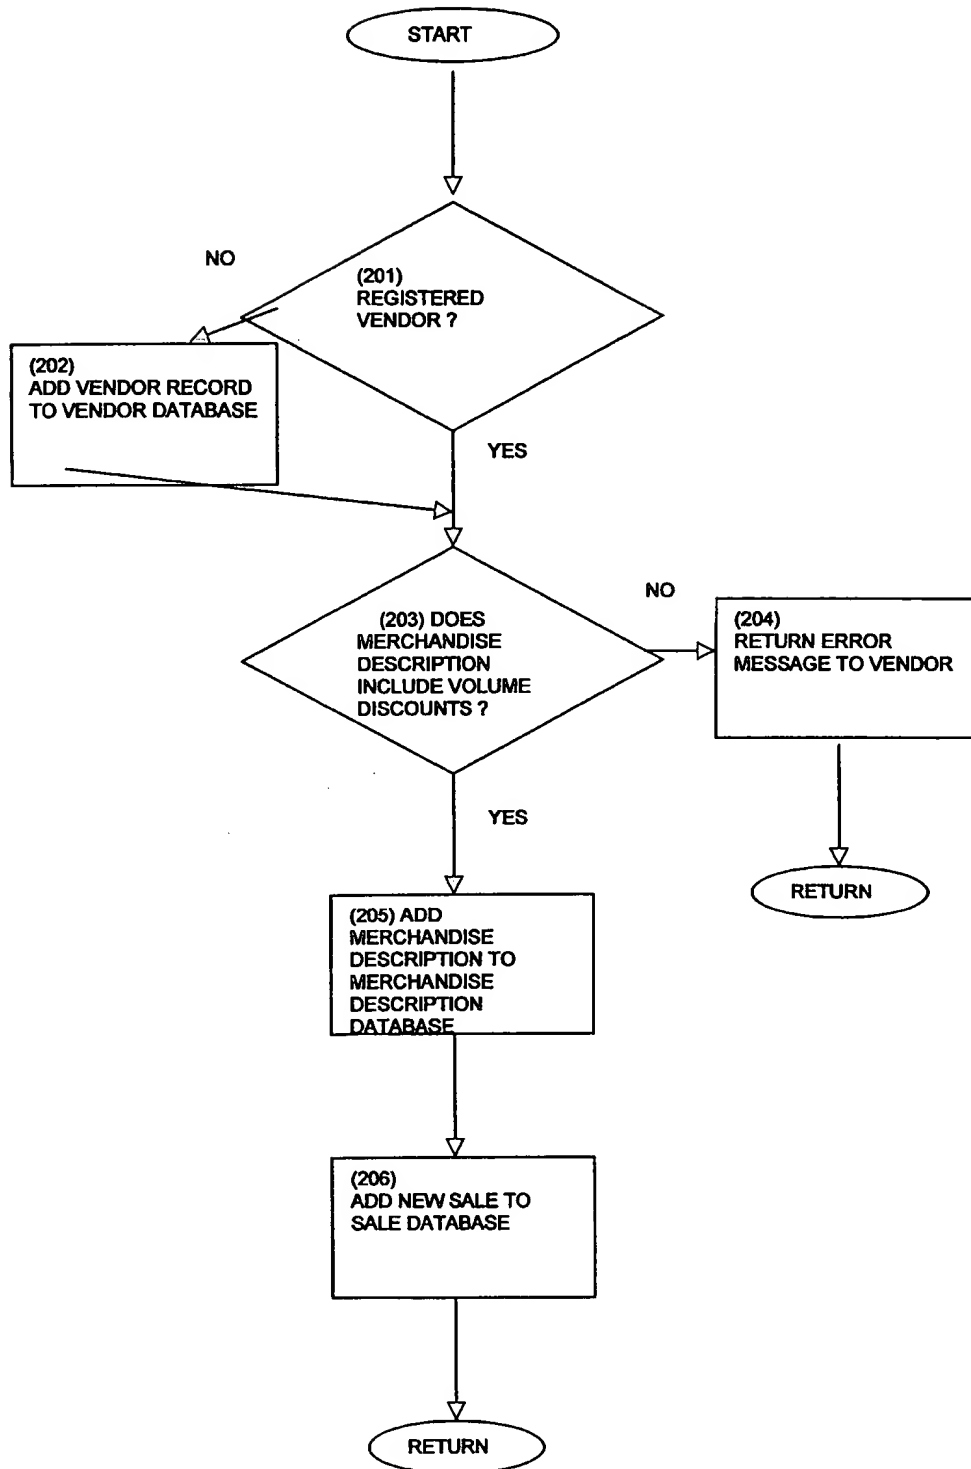 START
NO
(201)
REGISTERED
VENDOR ?
(202)
ADD VENDOR RECORD
TO VENDOR DATABASE
YES
NO
(203) DOES
MERCHANDISE
DESCRIPTION
INCLUDE VOLUME
DISCOUNTS ?
(204)
RETURN ERROR
MESSAGE TO VENDOR
YES
RETURN
(205) ADD
MERCHANDISE
DESCRIPTION TO
MERCHANDISE
DESCRIPTION
DATABASE
(206)
ADD NEW SALE TO
SALE DATABASE
RETURN